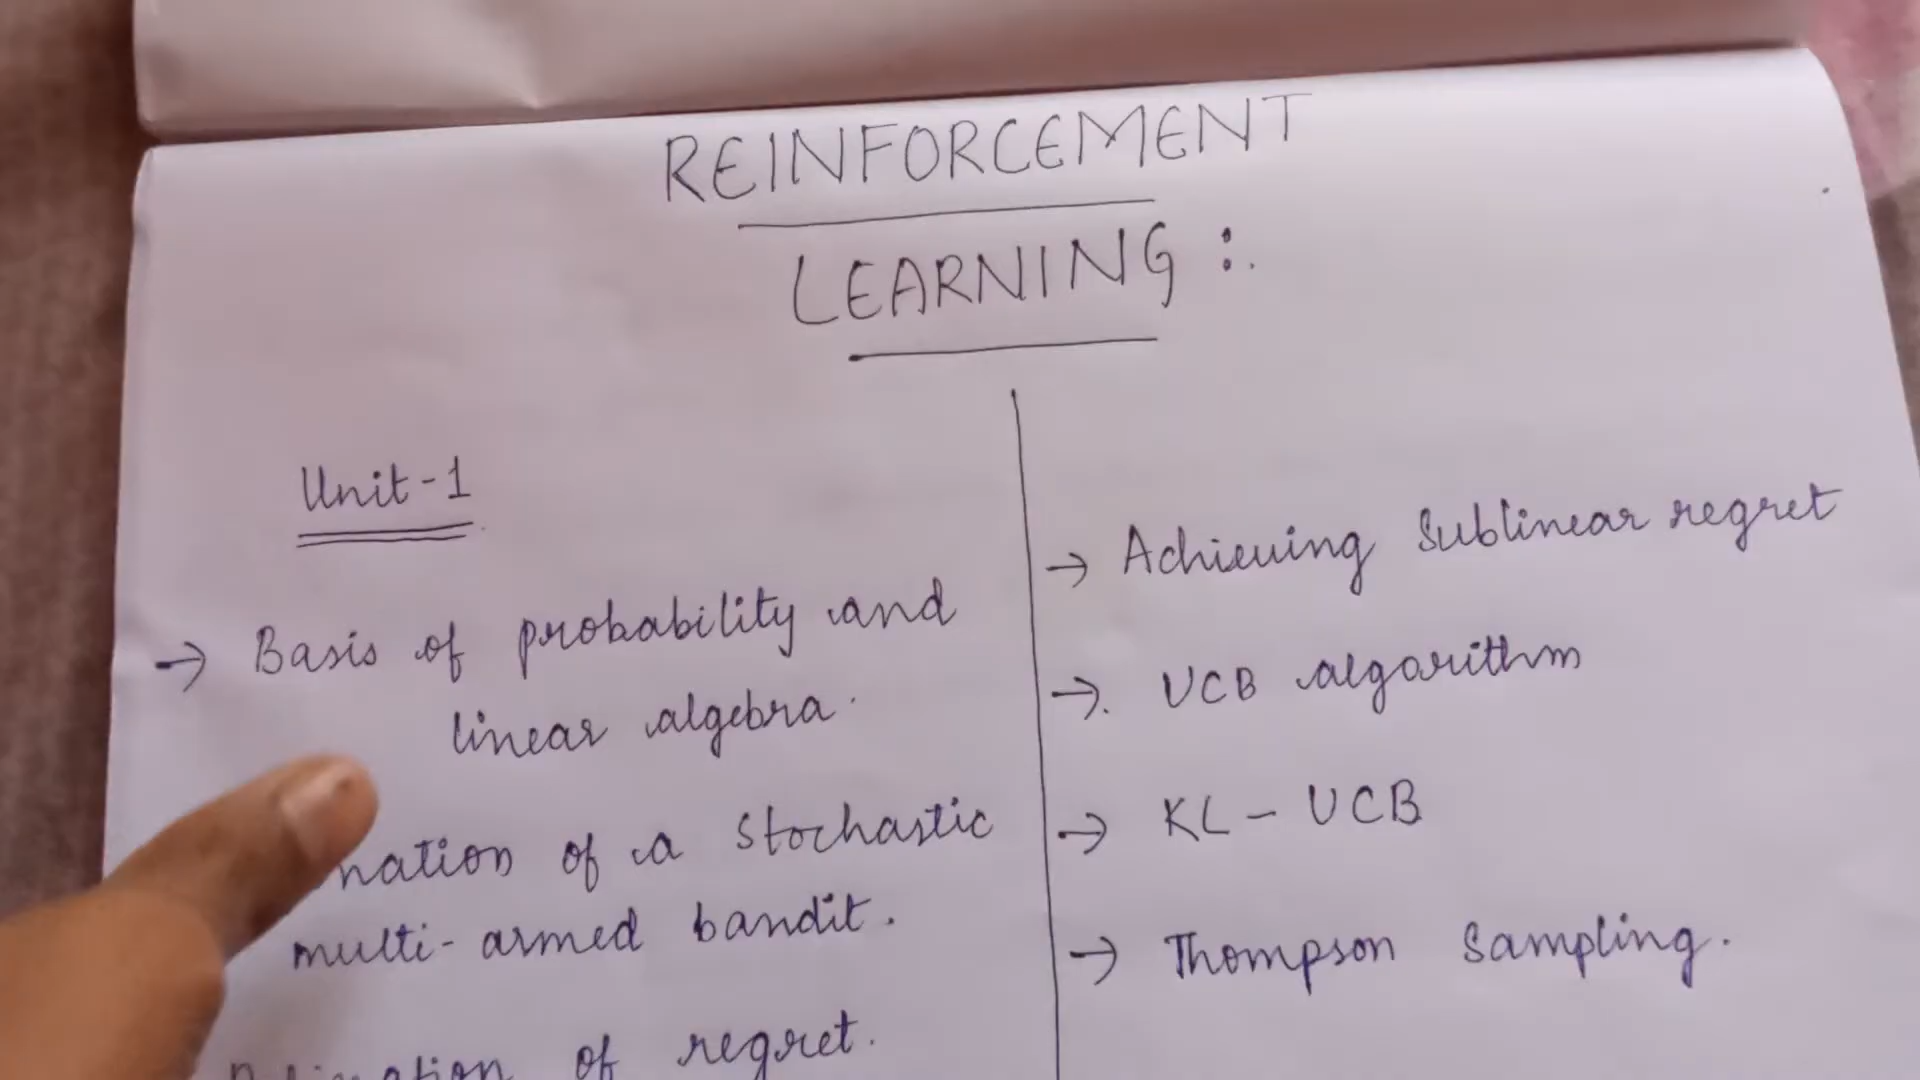 REINFORCEMENT
LEARNING :
Unit-1
→ Basis of probability and
linear algebra.
of a stochastic
multi-armed bandit.
of regret.
→ Achieving Sublinear regret
→. UCB algorithm
→ KL - UCB
→ Thompson Sampling.